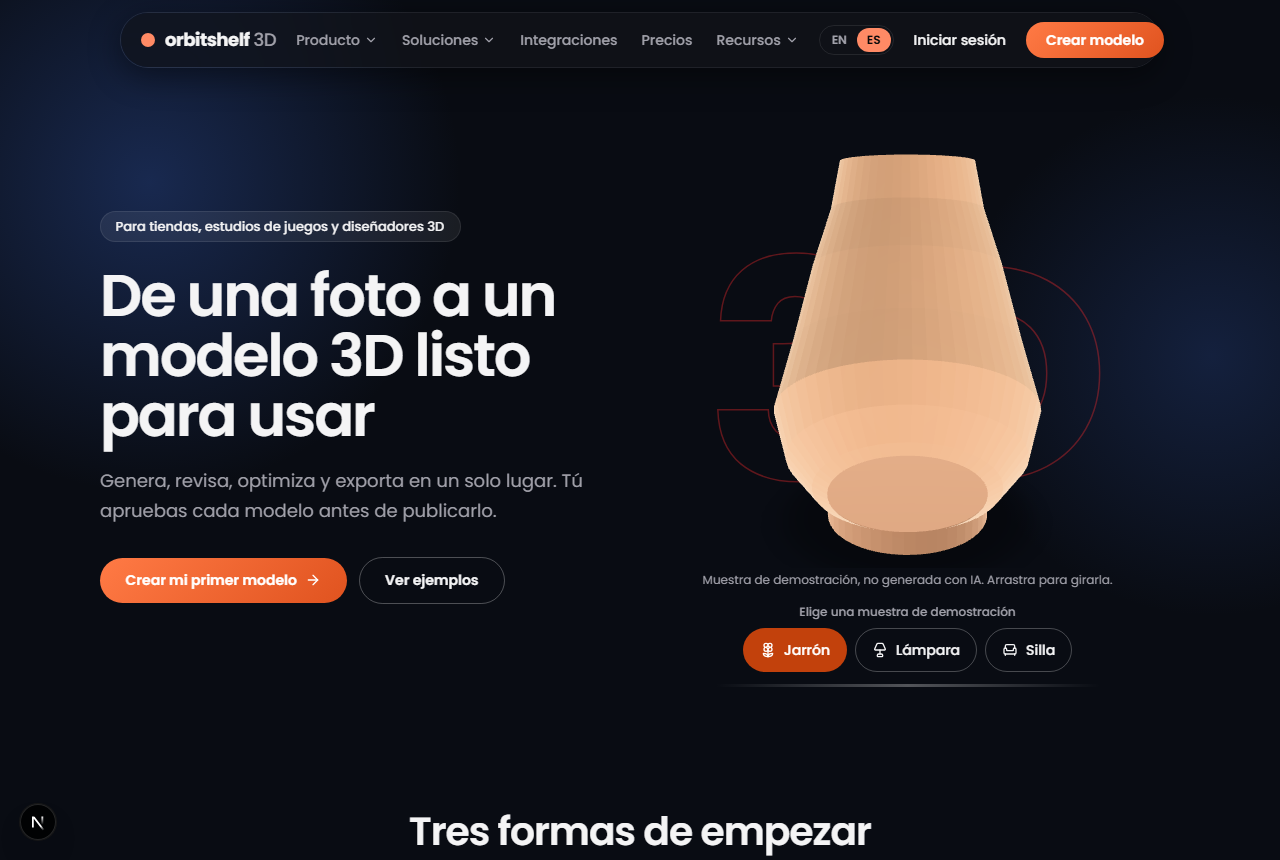 orbitshelf 3D Producto Soluciones Integraciones Precios Recursos EN ES Iniciar sesión Crear modelo
Para tiendas, estudios de juegos y diseñadores 3D
De una foto a un
modelo 3D listo
para usar
Genera, revisa, optimiza y exporta en un solo lugar. Tú
apruebas cada modelo antes de publicarlo.
Crear mi primer modelo → Ver ejemplos
3D
Muestra de demostración, no generada con IA. Arrastra para girarla.
Elige una muestra de demostración
Jarrón Lámpara Silla
Tres formas de empezar
N